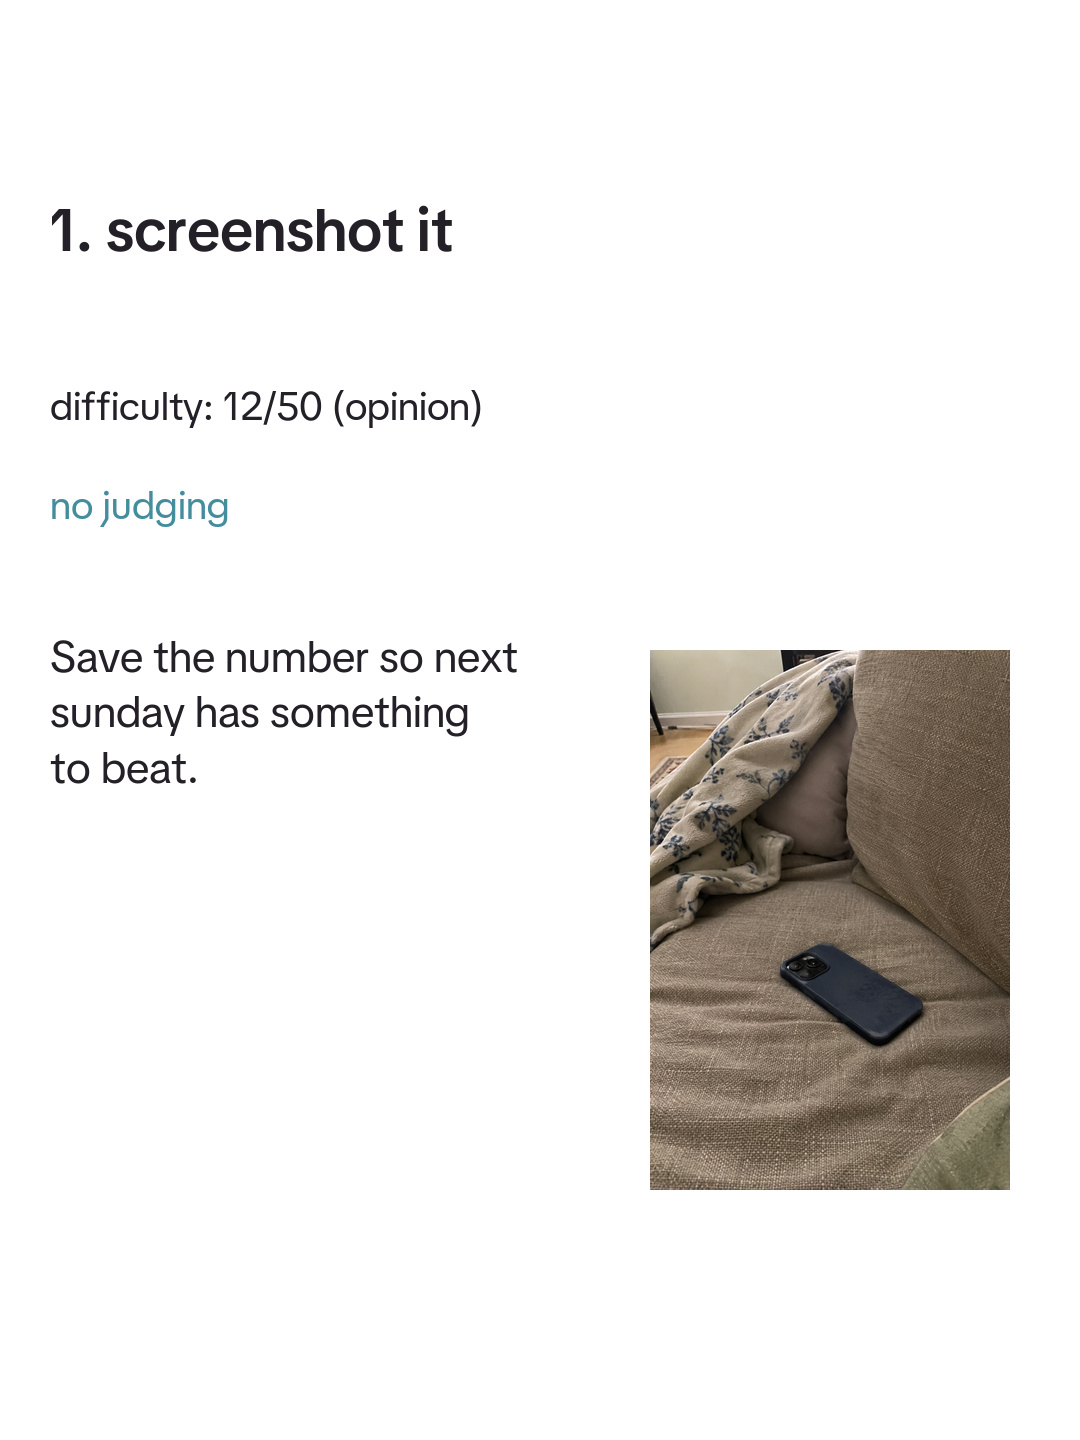 1. screenshot it
difficulty: 12/50 (opinion)
no judging
Save the number so next
sunday has something
to beat.